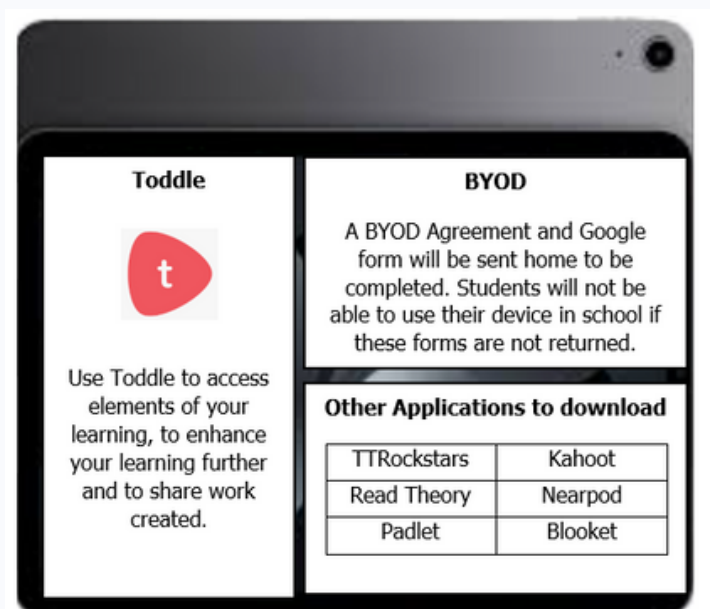 Toddle
t
Use Toddle to access
elements of your
learning, to enhance
your learning further
and to share work
created.
BYOD
A BYOD Agreement and Google
form will be sent home to be
completed. Students will not be
able to use their device in school if
these forms are not returned.
Other Applications to download
TTRockstars Kahoot
Read Theory Nearpod
Padlet Blooket